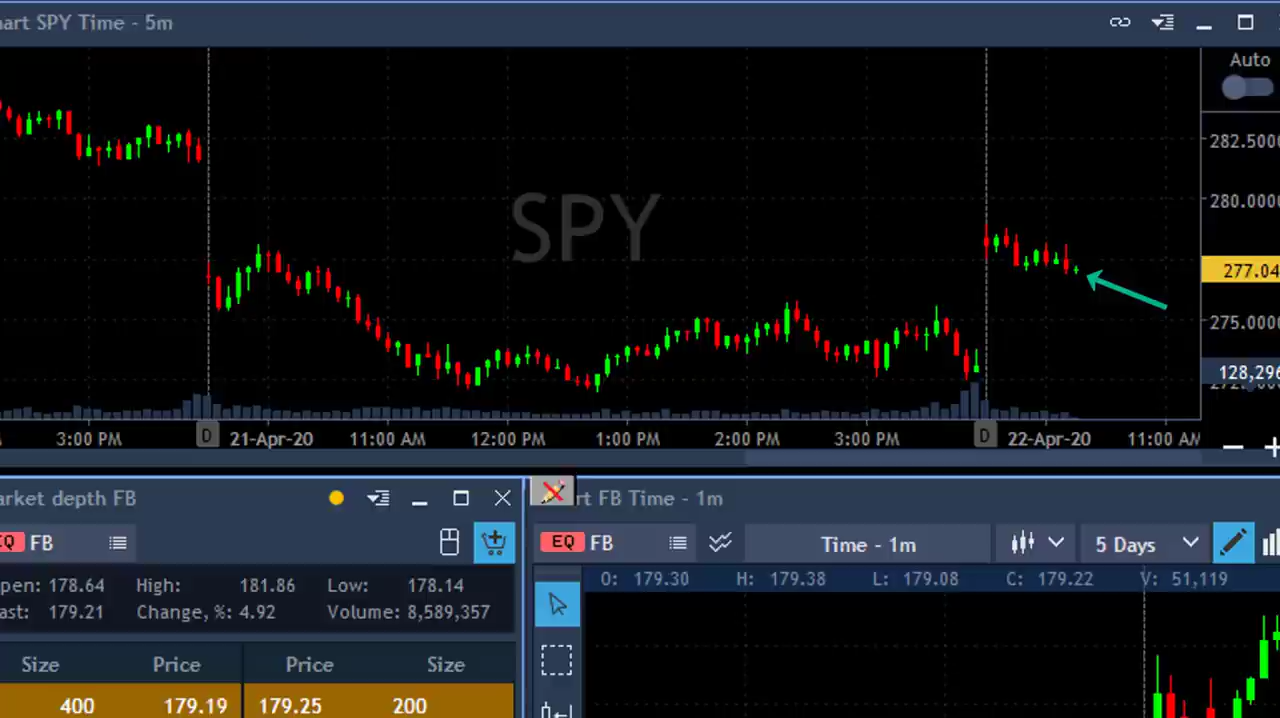 art SPY Time - 5m
Auto
SPY
282.5000
280.0000
277.04
275.0000
128,296
3:00 PM D 21-Apr-20 11:00 AM 12:00 PM 1:00 PM 2:00 PM 3:00 PM D 22-Apr-20 11:00 AM
arket depth FB
rt FB Time - 1m
EQ FB
EQ FB Time - 1m 5 Days
pen: 178.64 High: 181.86 Low: 178.14
ast: 179.21 Change, %: 4.92 Volume: 8,589,357
O: 179.30 H: 179.38 L: 179.08 C: 179.22 V: 51,119
Size Price Price Size
400 179.19 179.25 200